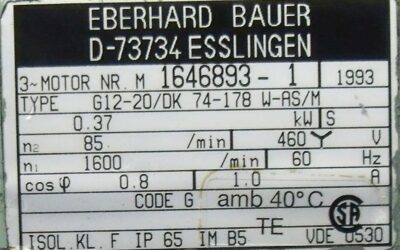 EBERHARD BAUER
D-73734 ESSLINGEN
3~MOTOR NR. M 1646893-1 1993
TYPE G12-20/DK 74-178 W-AS/M
0.37 kW S
n2 85 /min 460 Y V
n1 1600 /min 60 Hz
cosφ 0.8 1.0 A
CODE G amb 40°C
TE
ISOL.KL. F IP 65 IM B5 VDE 0530